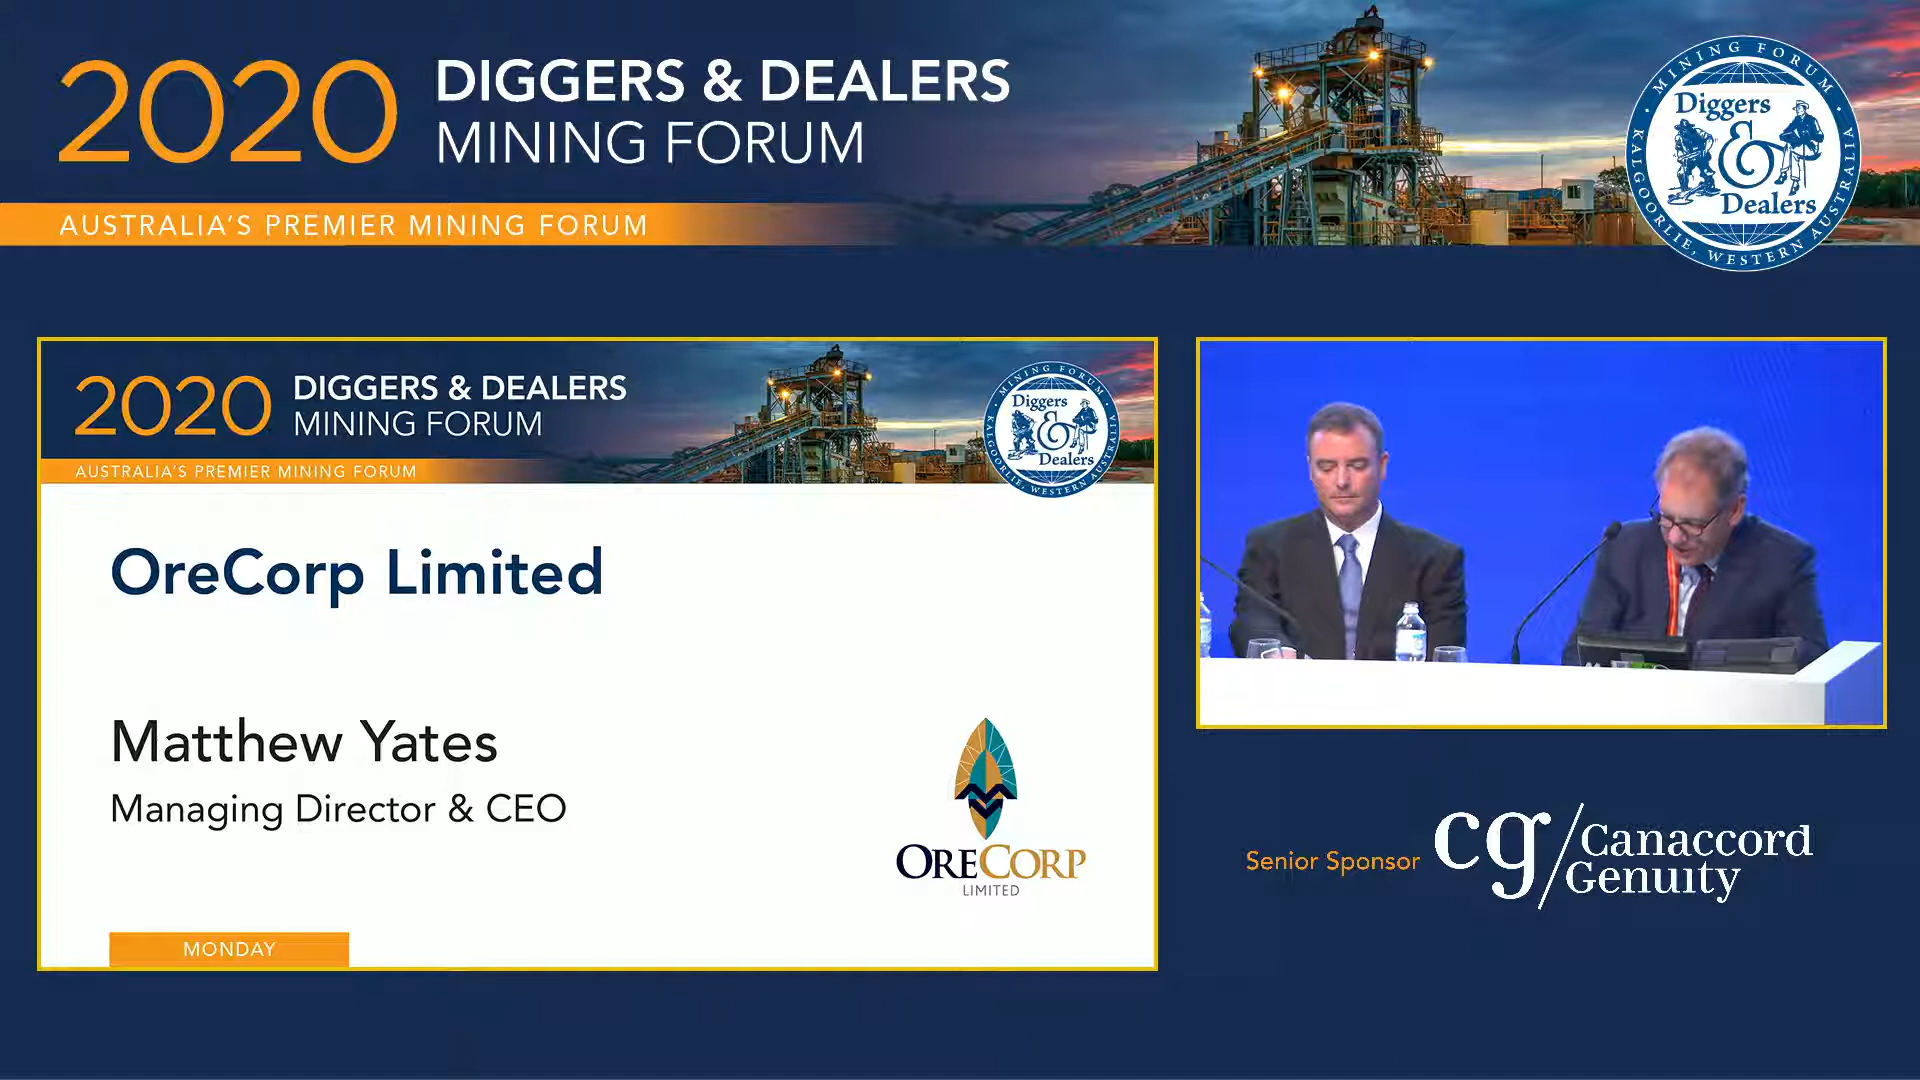 2020
DIGGERS & DEALERS
MINING FORUM
AUSTRALIA'S PREMIER MINING FORUM
MINING FORUM
Diggers
&
Dealers
KALGOORLIE, WESTERN AUSTRALIA
2020
DIGGERS & DEALERS
MINING FORUM
AUSTRALIA'S PREMIER MINING FORUM
MINING FORUM
Diggers
&
Dealers
KALGOORLIE, WESTERN AUSTRALIA
OreCorp Limited
Matthew Yates
Managing Director & CEO
ORECORP
LIMITED
MONDAY
Senior Sponsor
cg/Canaccord
Genuity